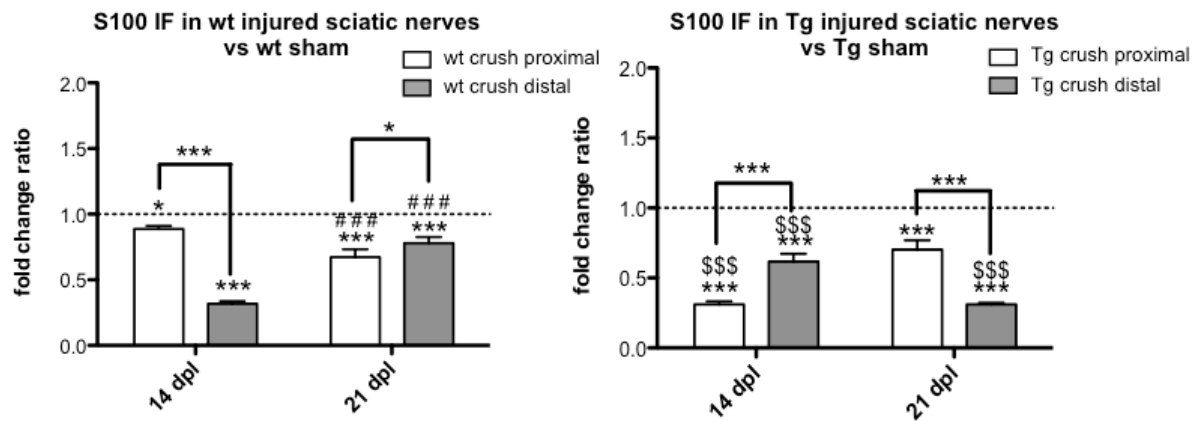 S100 IF in wt injured sciatic nerves
vs wt sham
wt crush proximal
wt crush distal
fold change ratio
2.0
1.5
1.0
0.5
0.0
***
*
***
*
###
***
###
***
14 dpl
21 dpl
S100 IF in Tg injured sciatic nerves
vs Tg sham
Tg crush proximal
Tg crush distal
fold change ratio
2.0
1.5
1.0
0.5
0.0
***
$$$
***
$$$
***
***
***
$$$
***
14 dpl
21 dpl